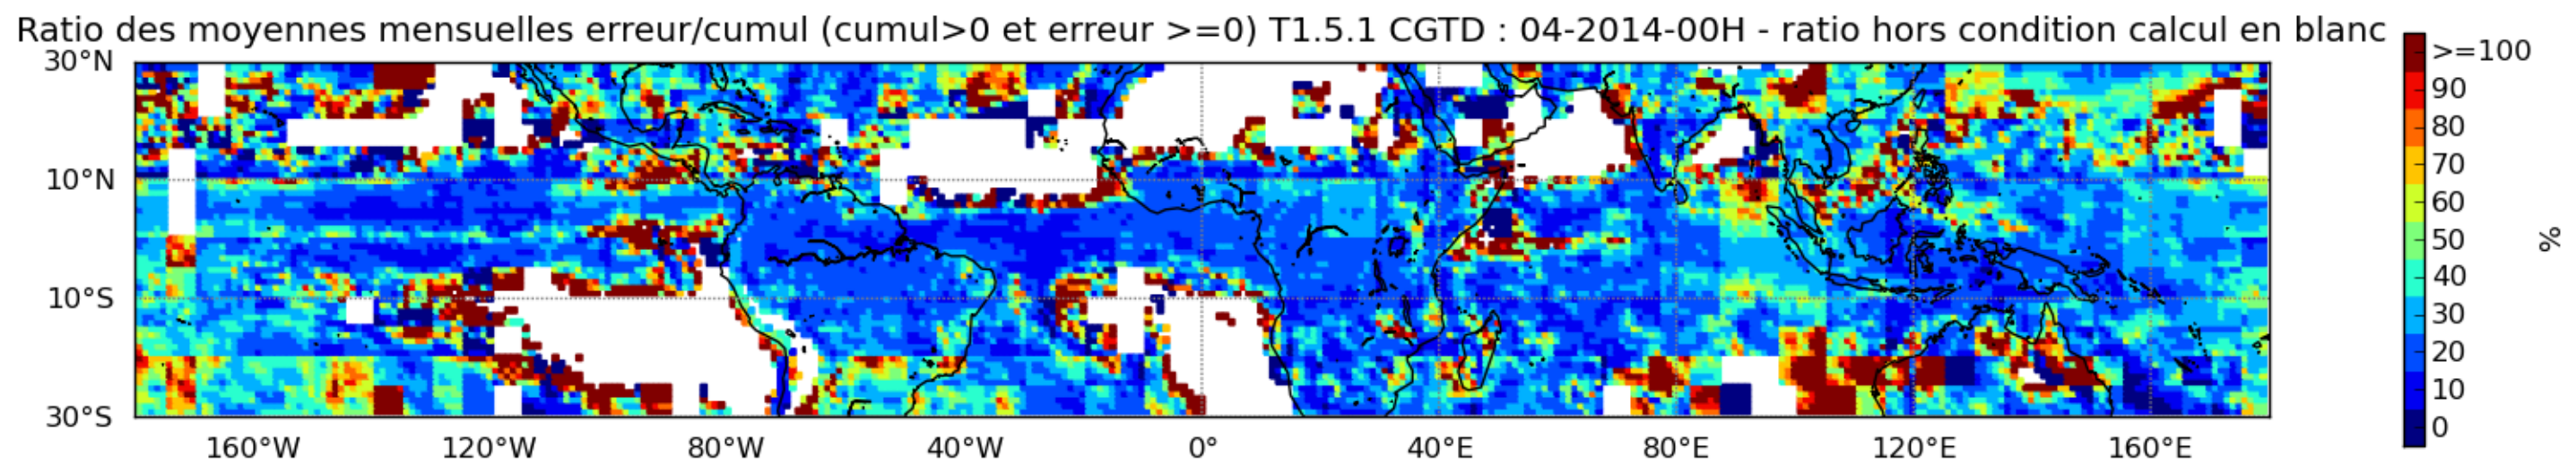 Ratio des moyennes mensuelles erreur/cumul (cumul>0 et erreur >=0) T1.5.1 CGTD : 04-2014-00H - ratio hors condition calcul en blanc
30°N
10°N
10°S
30°S
160°W 120°W 80°W 40°W 0° 40°E 80°E 120°E 160°E
>=100
90
80
70
60
50
40
30
20
10
0
%